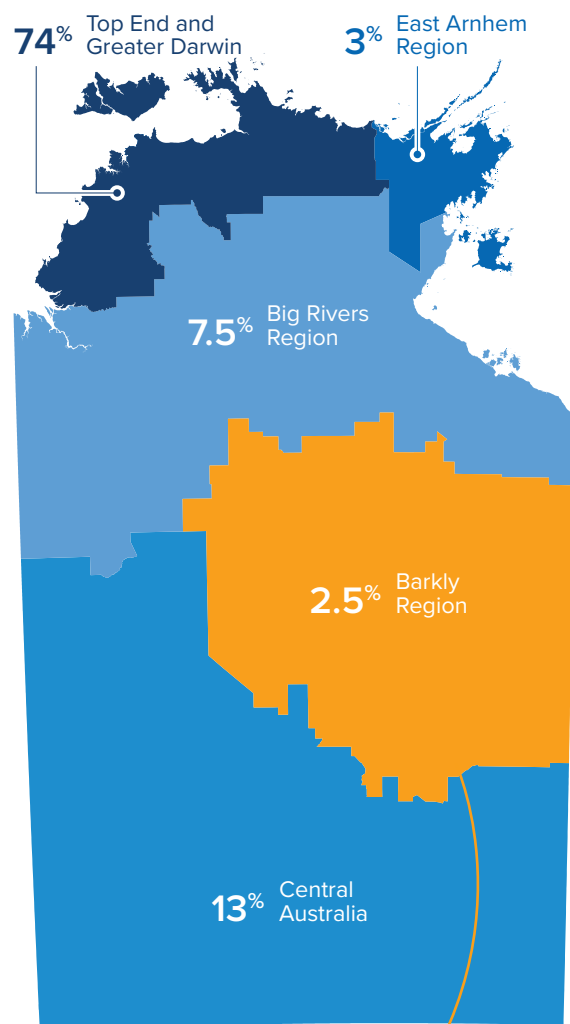 74% Top End and
Greater Darwin
3% East Arnhem
Region
7.5% Big Rivers
Region
2.5% Barkly
Region
13% Central
Australia